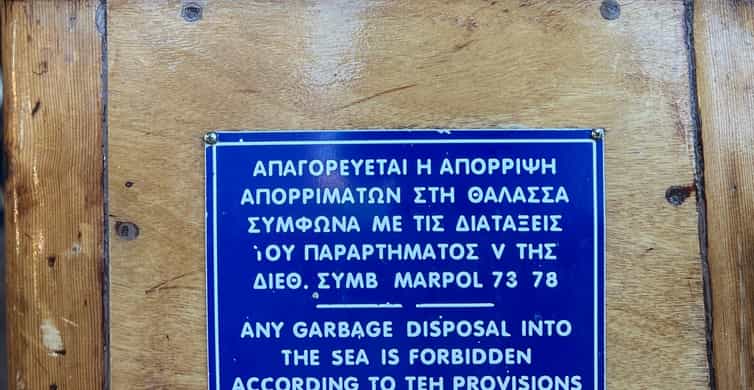 ΑΠΑΓΟΡΕΥΕΤΑΙ Η ΑΠΟΡΡΙΨΗ
ΑΠΟΡΡΙΜΑΤΩΝ ΣΤΗ ΘΑΛΑΣΣΑ
ΣΥΜΦΩΝΑ ΜΕ ΤΙΣ ΔΙΑΤΑΞΕΙΣ
ΤΟΥ ΠΑΡΑΡΤΗΜΑΤΟΣ V ΤΗΣ
ΔΙΕΘ. ΣΥΜΒ MARPOL 73 78
ANY GARBAGE DISPOSAL INTO
THE SEA IS FORBIDDEN
ACCORDING TO TEH PROVISIONS